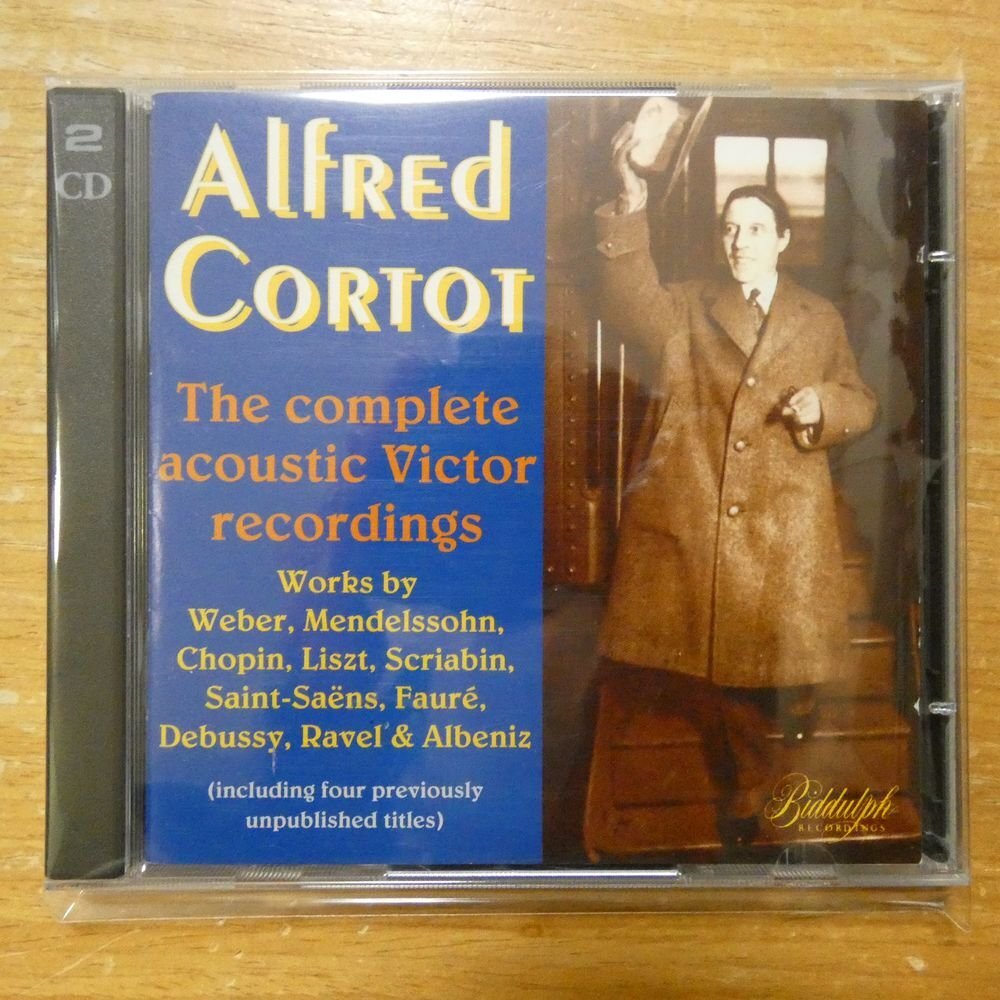 2
CD
Alfred
Cortot
The complete
acoustic Victor
recordings
Works by
Weber, Mendelssohn,
Chopin, Liszt, Scriabin,
Saint-Saëns, Fauré,
Debussy, Ravel & Albeniz
(including four previously
unpublished titles)
Biddulph
RECORDINGS